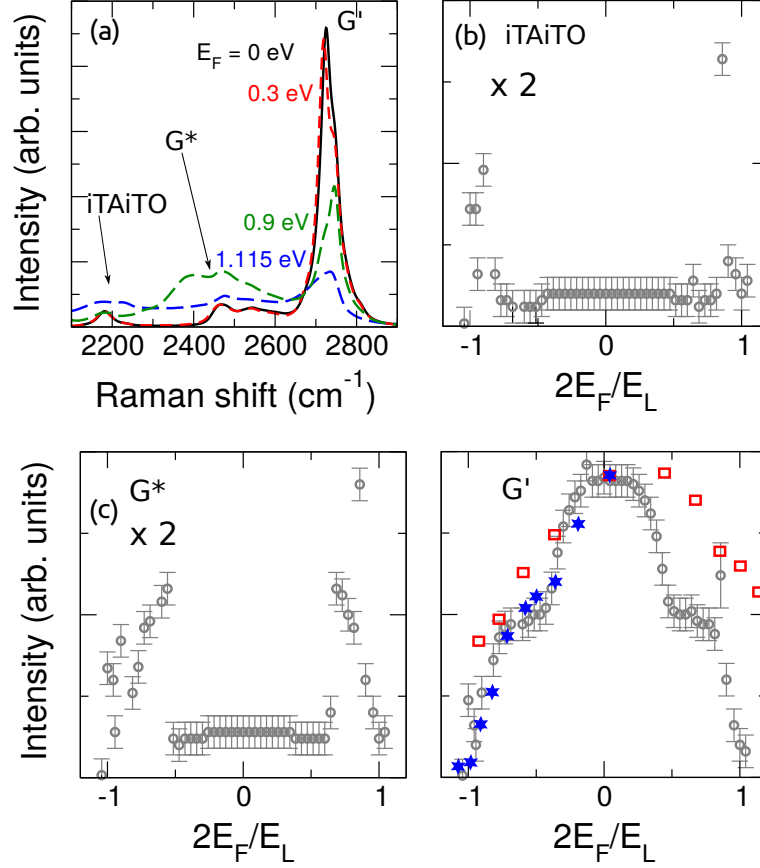 (a)
G'
E_F = 0 eV
0.3 eV
G*
iTAiTO
0.9 eV
1.115 eV
Intensity (arb. units)
2200 2400 2600 2800
Raman shift (cm⁻¹)
(b) iTAiTO
x 2
-1 0 1
2E_F/E_L
(c) G*
x 2
Intensity (arb. units)
-1 0 1
2E_F/E_L
G'
-1 0 1
2E_F/E_L